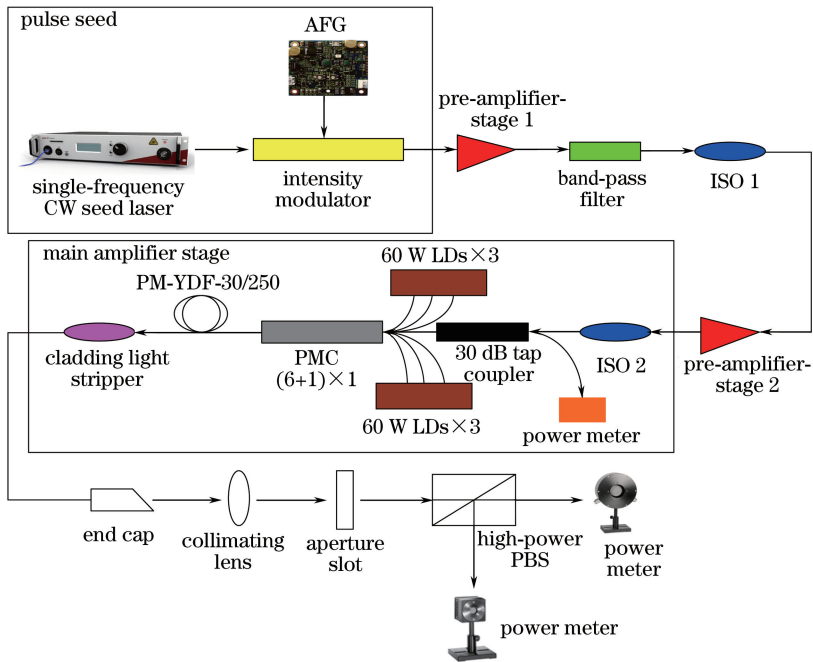 pulse seed
AFG
pre-amplifier-
stage 1
single-frequency
CW seed laser
intensity
modulator
band-pass
filter
ISO 1
main amplifier stage
60 W LDs×3
PM-YDF-30/250
cladding light
stripper
PMC
(6+1)×1
30 dB tap
coupler
ISO 2
pre-amplifier-
stage 2
60 W LDs×3
power meter
end cap
collimating
lens
aperture
slot
high-power
PBS
power
meter
power meter